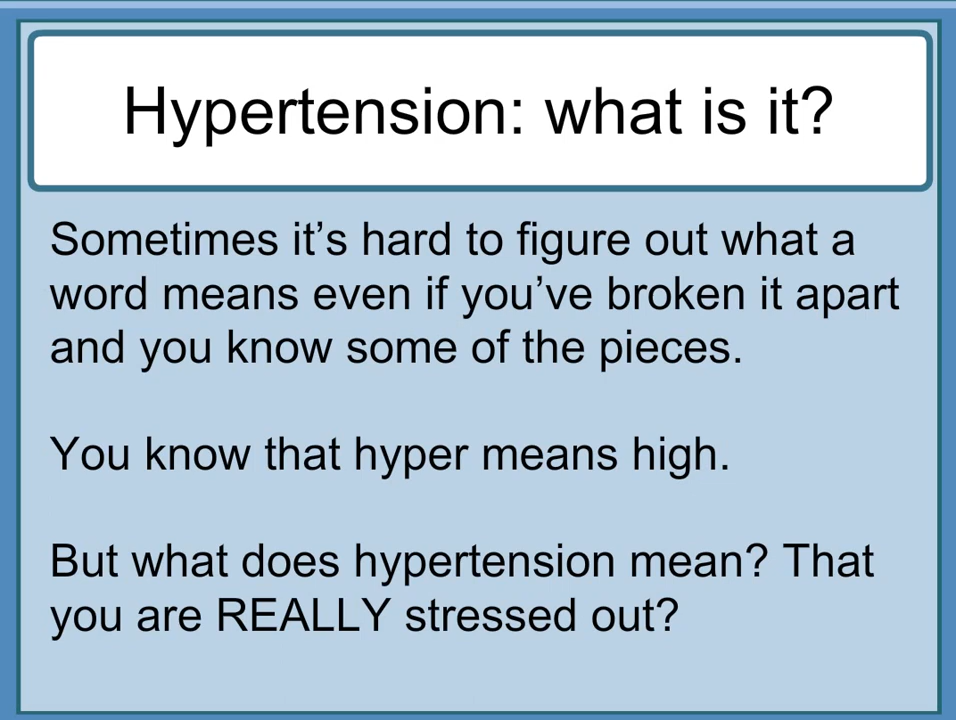 Hypertension: what is it?
Sometimes it’s hard to figure out what a
word means even if you’ve broken it apart
and you know some of the pieces.
You know that hyper means high.
But what does hypertension mean? That
you are REALLY stressed out?